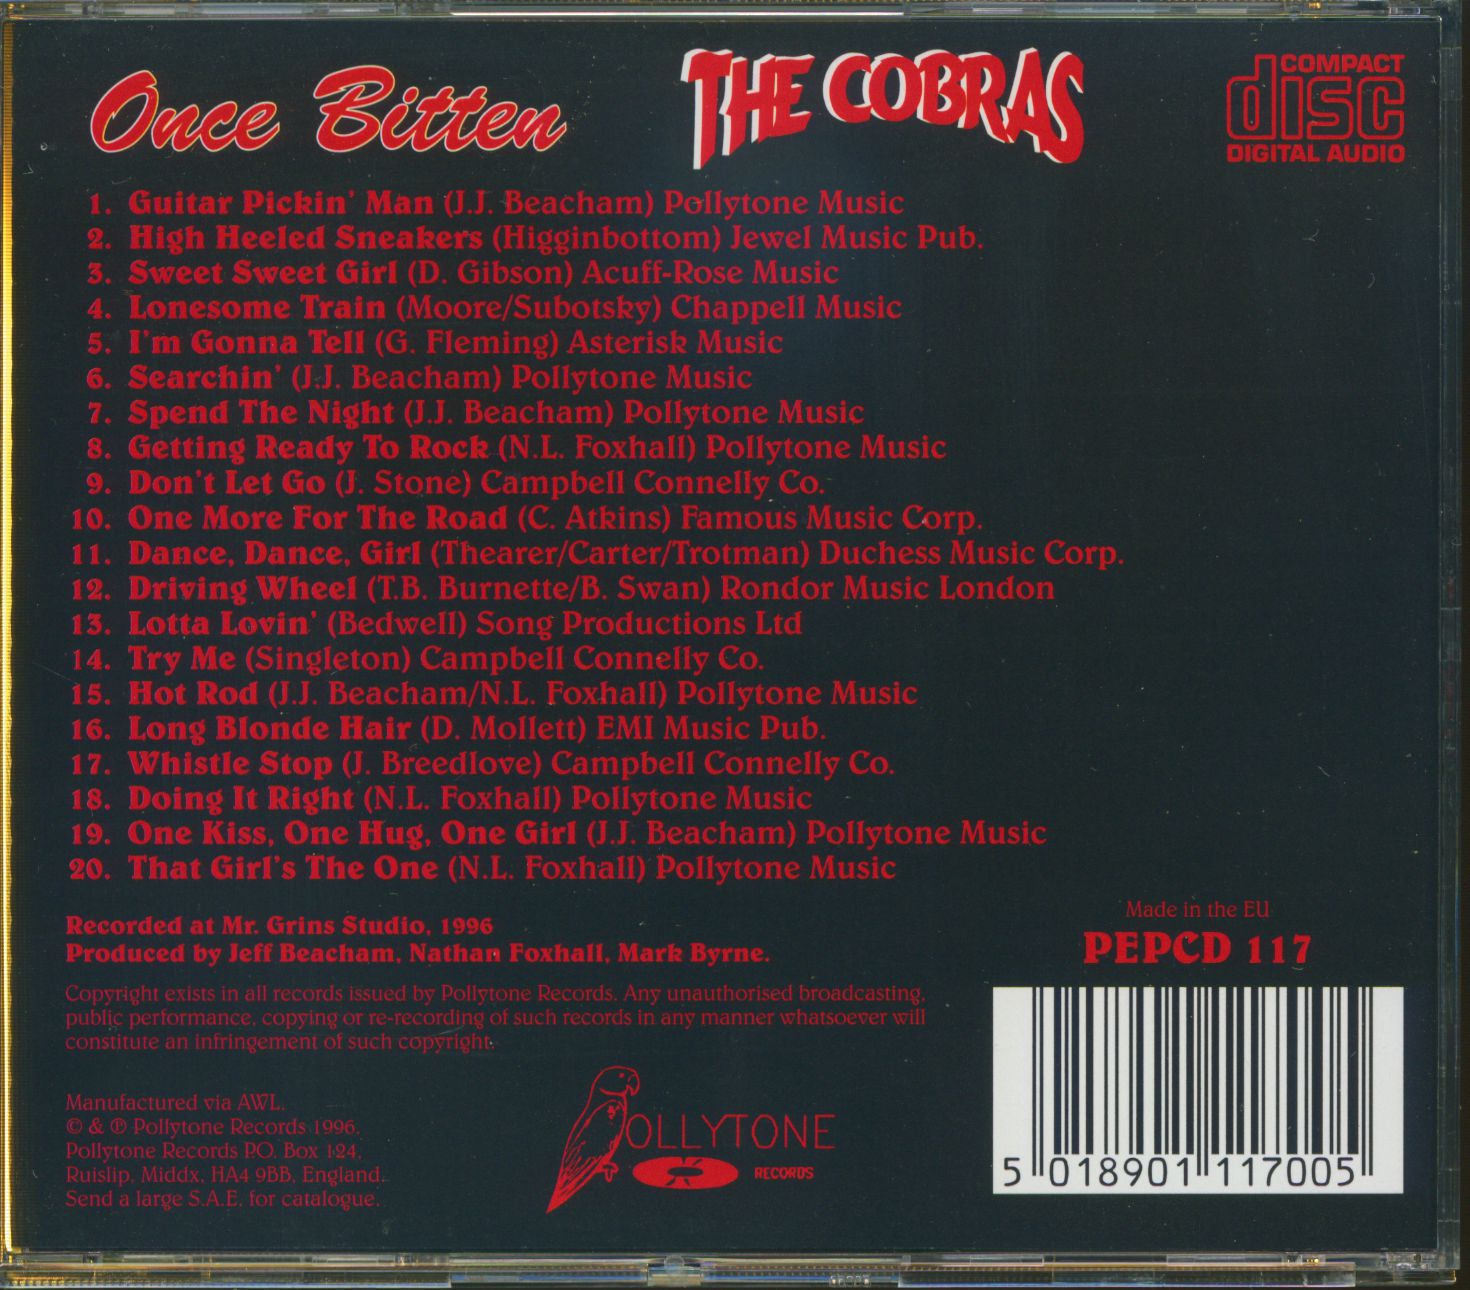 Once Bitten
THE COBRAS
COMPACT
disc
DIGITAL AUDIO
1. Guitar Pickin' Man (J.J. Beacham) Pollytone Music
2. High Heeled Sneakers (Higginbottom) Jewel Music Pub.
3. Sweet Sweet Girl (D. Gibson) Acuff-Rose Music
4. Lonesome Train (Moore/Subotsky) Chappell Music
5. I'm Gonna Tell (G. Fleming) Asterisk Music
6. Searchin' (J.J. Beacham) Pollytone Music
7. Spend The Night (J.J. Beacham) Pollytone Music
8. Getting Ready To Rock (N.L. Foxhall) Pollytone Music
9. Don't Let Go (J. Stone) Campbell Connelly Co.
10. One More For The Road (C. Atkins) Famous Music Corp.
11. Dance, Dance, Girl (Thearer/Carter/Trotman) Duchess Music Corp.
12. Driving Wheel (T.B. Burnette/B. Swan) Rondor Music London
13. Lotta Lovin' (Bedwell) Song Productions Ltd
14. Try Me (Singleton) Campbell Connelly Co.
15. Hot Rod (J.J. Beacham/N.L. Foxhall) Pollytone Music
16. Long Blonde Hair (D. Mollett) EMI Music Pub.
17. Whistle Stop (J. Breedlove) Campbell Connelly Co.
18. Doing It Right (N.L. Foxhall) Pollytone Music
19. One Kiss, One Hug, One Girl (J.J. Beacham) Pollytone Music
20. That Girl's The One (N.L. Foxhall) Pollytone Music
Recorded at Mr. Grins Studio, 1996
Produced by Jeff Beacham, Nathan Foxhall, Mark Byrne.
Copyright exists in all records issued by Pollytone Records. Any unauthorised broadcasting,
public performance, copying or re-recording of such records in any manner whatsoever will
constitute an infringement of such copyright.
Manufactured via AWL.
© & ℗ Pollytone Records 1996.
Pollytone Records P.O. Box 124,
Ruislip, Middx, HA4 9BB, England.
Send a large S.A.E. for catalogue.
POLLYTONE
RECORDS
Made in the EU
PEPCD 117
5 018901 117005